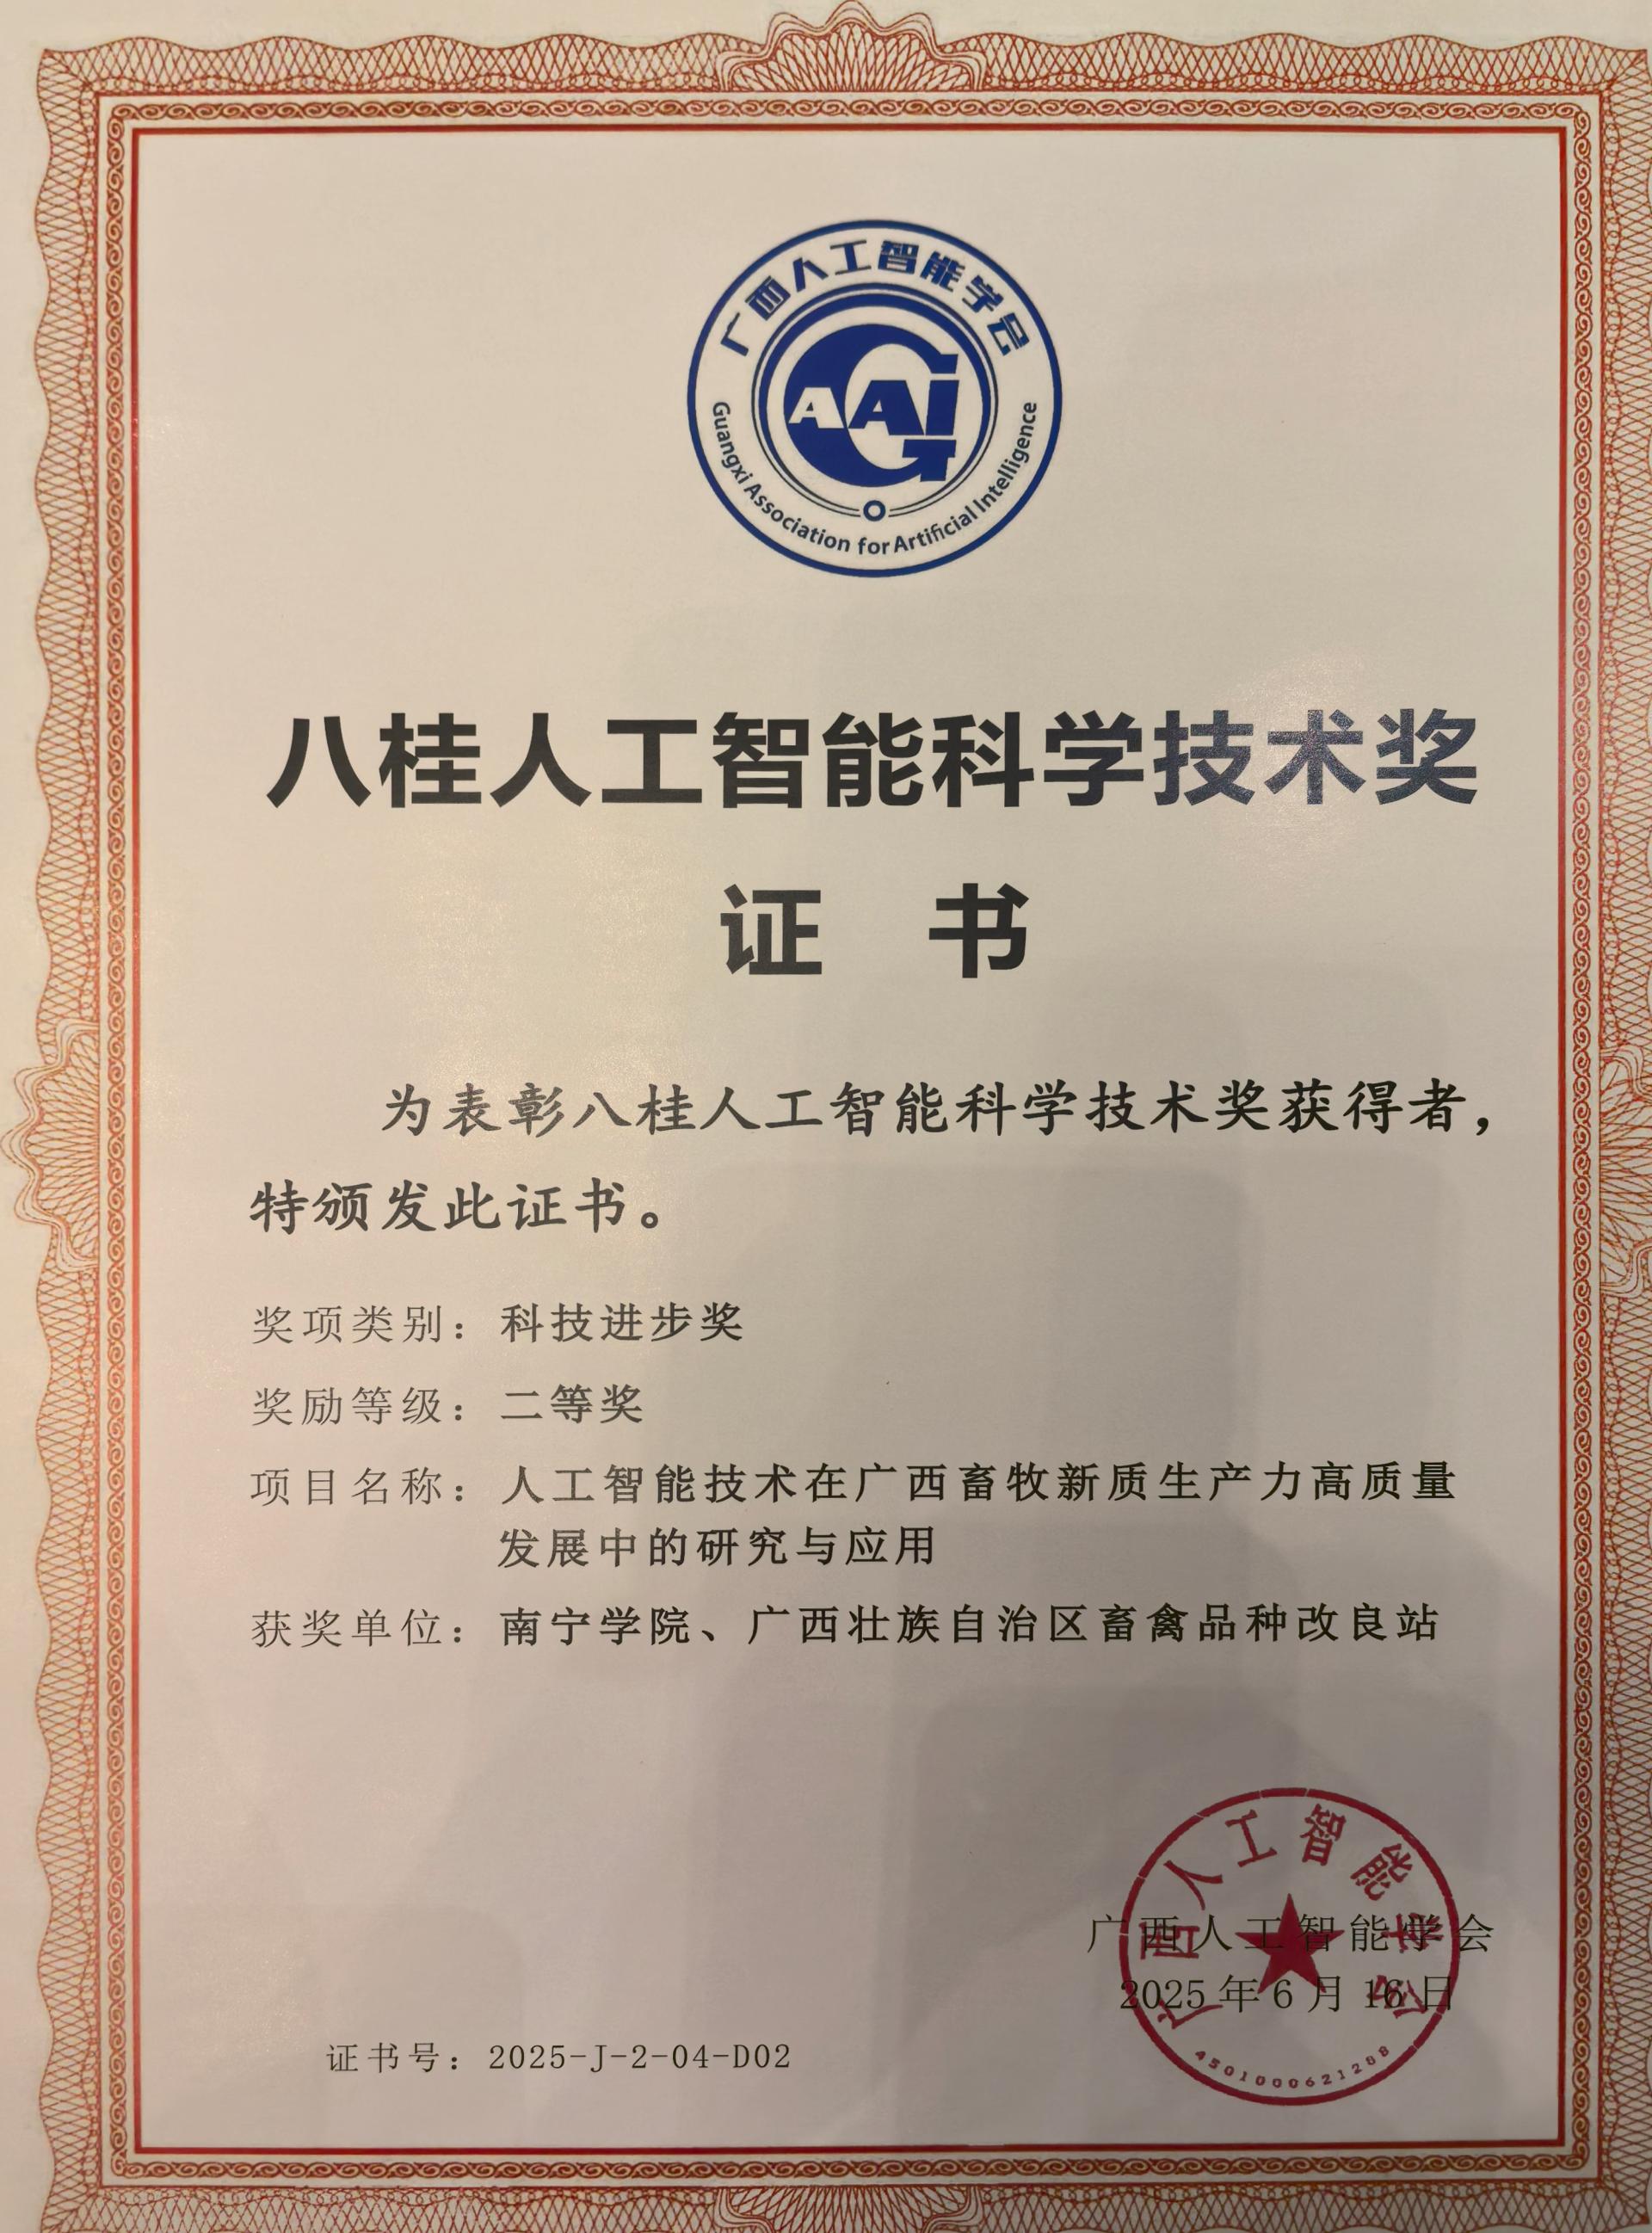 广西人工智能学会
AAI
Guangxi Association for Artificial Intelligence
八桂人工智能科学技术奖
证 书
为表彰八桂人工智能科学技术奖获得者，
特颁发此证书。
奖项类别：科技进步奖
奖励等级：二等奖
项目名称：人工智能技术在广西畜牧新质生产力高质量
发展中的研究与应用
获奖单位：南宁学院、广西壮族自治区畜禽品种改良站
广西人工智能学会
广西人工智能学会
2025年6月16日
4501000621288
证书号：2025-J-2-04-D02